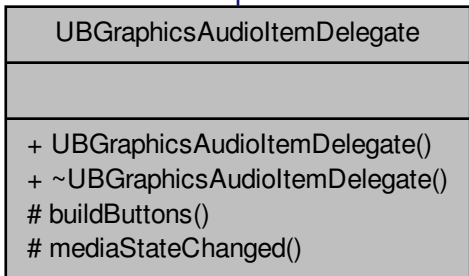 UBGraphicsAudioItemDelegate
+ UBGraphicsAudioItemDelegate()
+ ~UBGraphicsAudioItemDelegate()
# buildButtons()
# mediaStateChanged()